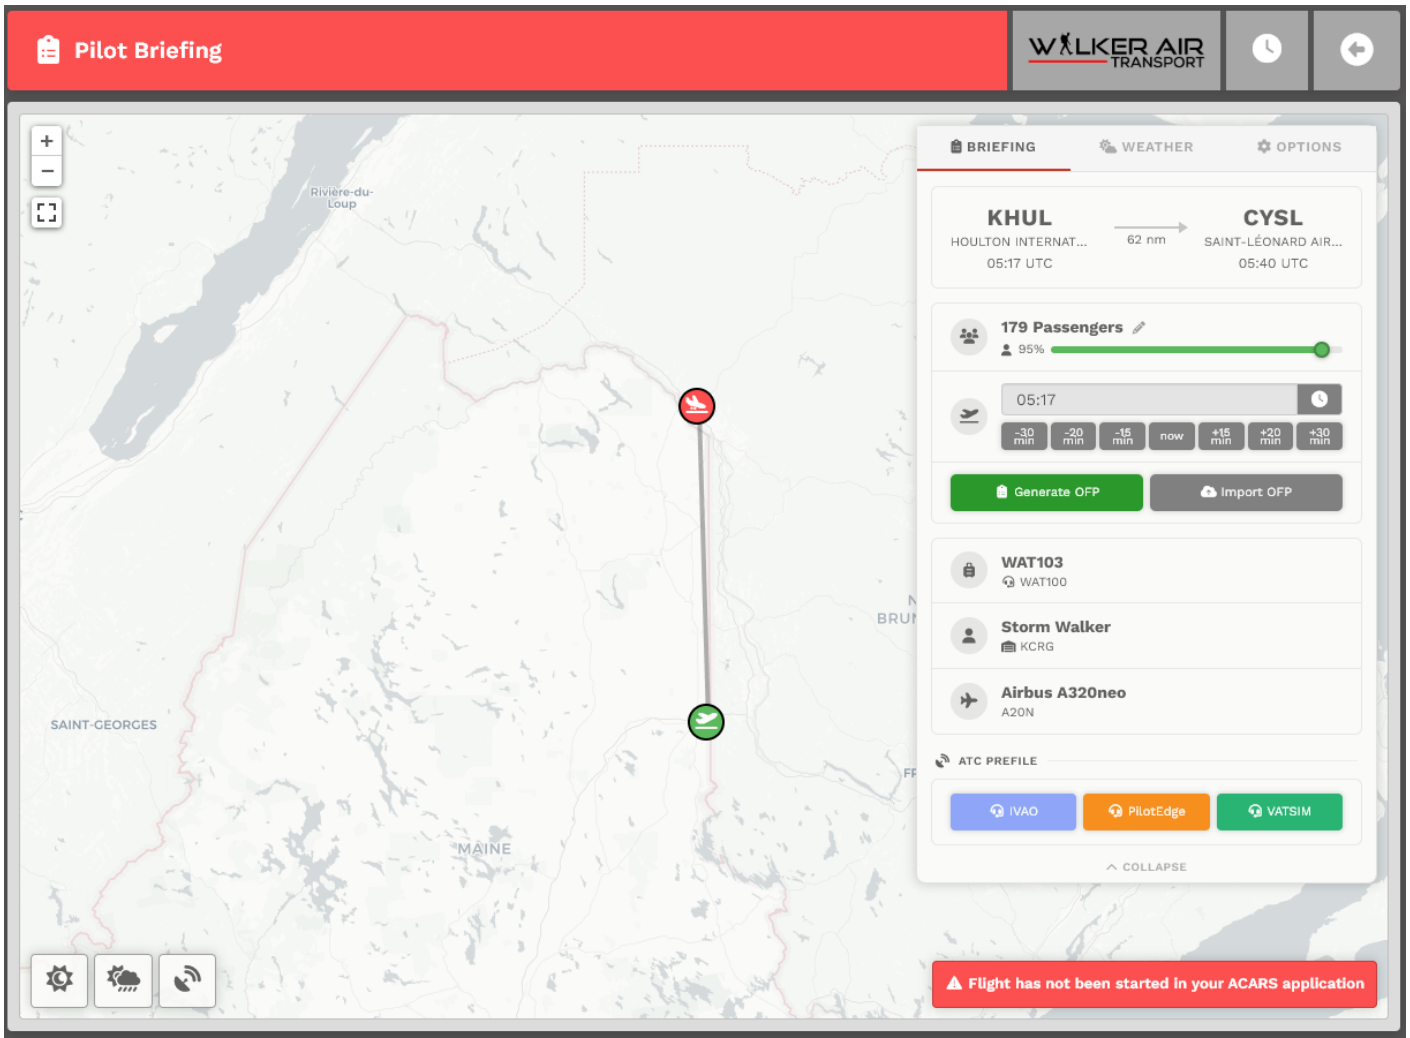 Pilot Briefing
WALKER AIR
TRANSPORT
+
−
Rivière-du-
Loup
SAINT-GEORGES
MAINE
BRUN
BRIEFING
WEATHER
OPTIONS
KHUL
CYSL
HOULTON INTERNAT...
62 nm
SAINT-LÉONARD AIR...
05:17 UTC
05:40 UTC
179 Passengers
95%
05:17
-30 min
-20 min
-15 min
now
+15 min
+20 min
+30 min
Generate OFP
Import OFP
WAT103
WAT100
Storm Walker
KCRG
Airbus A320neo
A20N
ATC PREFILE
IVAO
PilotEdge
VATSIM
COLLAPSE
Flight has not been started in your ACARS application